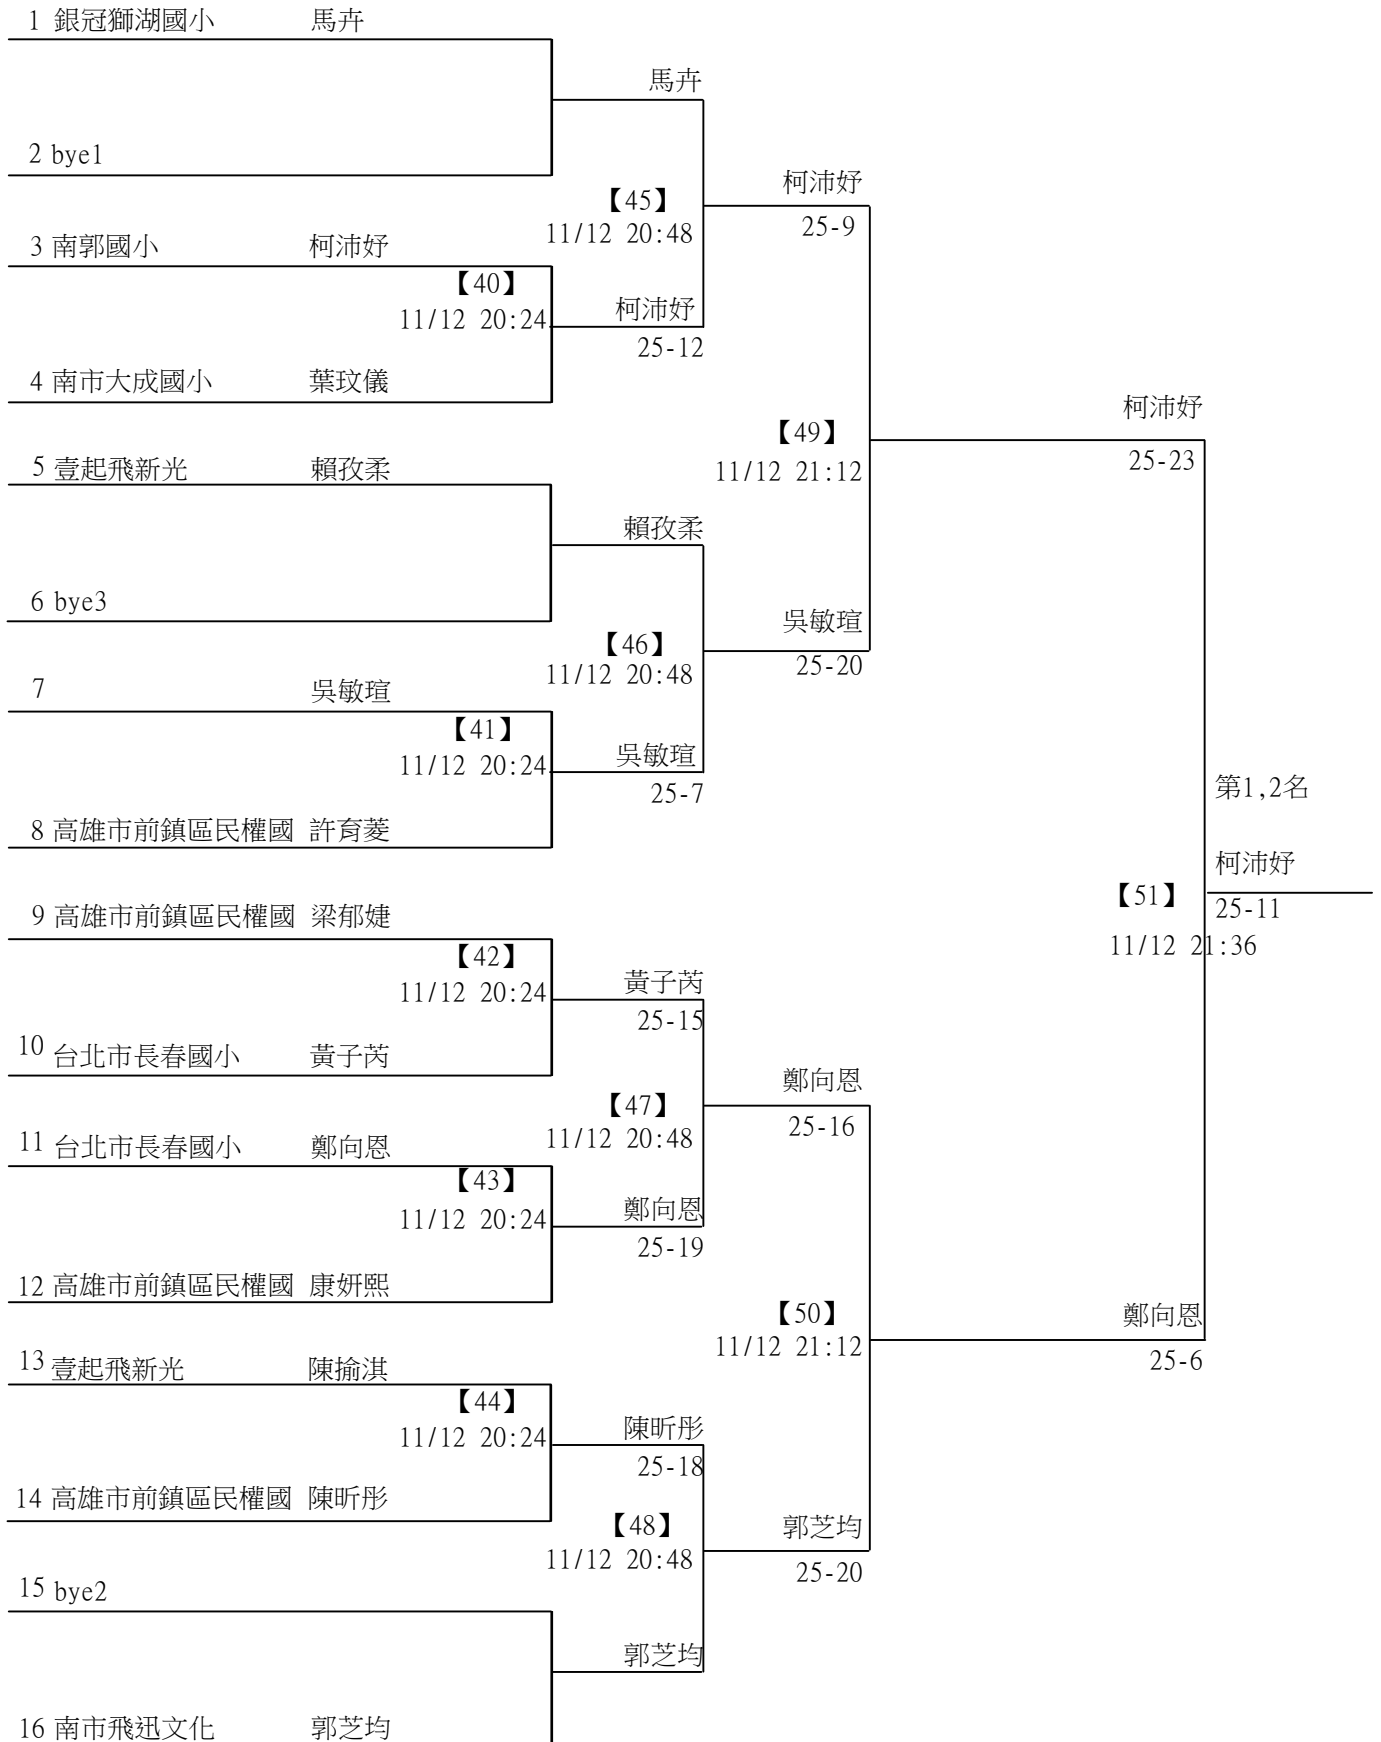 1 銀冠獅湖國小 馬卉
馬卉
2 bye1
柯沛妤
【45】
25-9
11/12 20:48
3 南郭國小 柯沛妤
【40】
柯沛妤
11/12 20:24
25-12
4 南市大成國小 葉玟儀
柯沛妤
【49】
25-23
11/12 21:12
5 壹起飛新光 賴孜柔
賴孜柔
6 bye3
吳敏瑄
【46】
25-20
11/12 20:48
7 吳敏瑄
【41】
吳敏瑄
11/12 20:24
25-7
第1,2名
8 高雄市前鎮區民權國 許育菱
柯沛妤
【51】
25-11
11/12 21:36
9 高雄市前鎮區民權國 梁郁婕
【42】
黃子芮
11/12 20:24
25-15
10 台北市長春國小 黃子芮
鄭向恩
【47】
25-16
11/12 20:48
11 台北市長春國小 鄭向恩
【43】
鄭向恩
11/12 20:24
25-19
12 高雄市前鎮區民權國 康妍熙
【50】
鄭向恩
11/12 21:12
25-6
13 壹起飛新光 陳揄淇
【44】
陳昕彤
11/12 20:24
25-18
14 高雄市前鎮區民權國 陳昕彤
【48】
郭芝均
11/12 20:48
25-20
15 bye2
郭芝均
16 南市飛迅文化 郭芝均